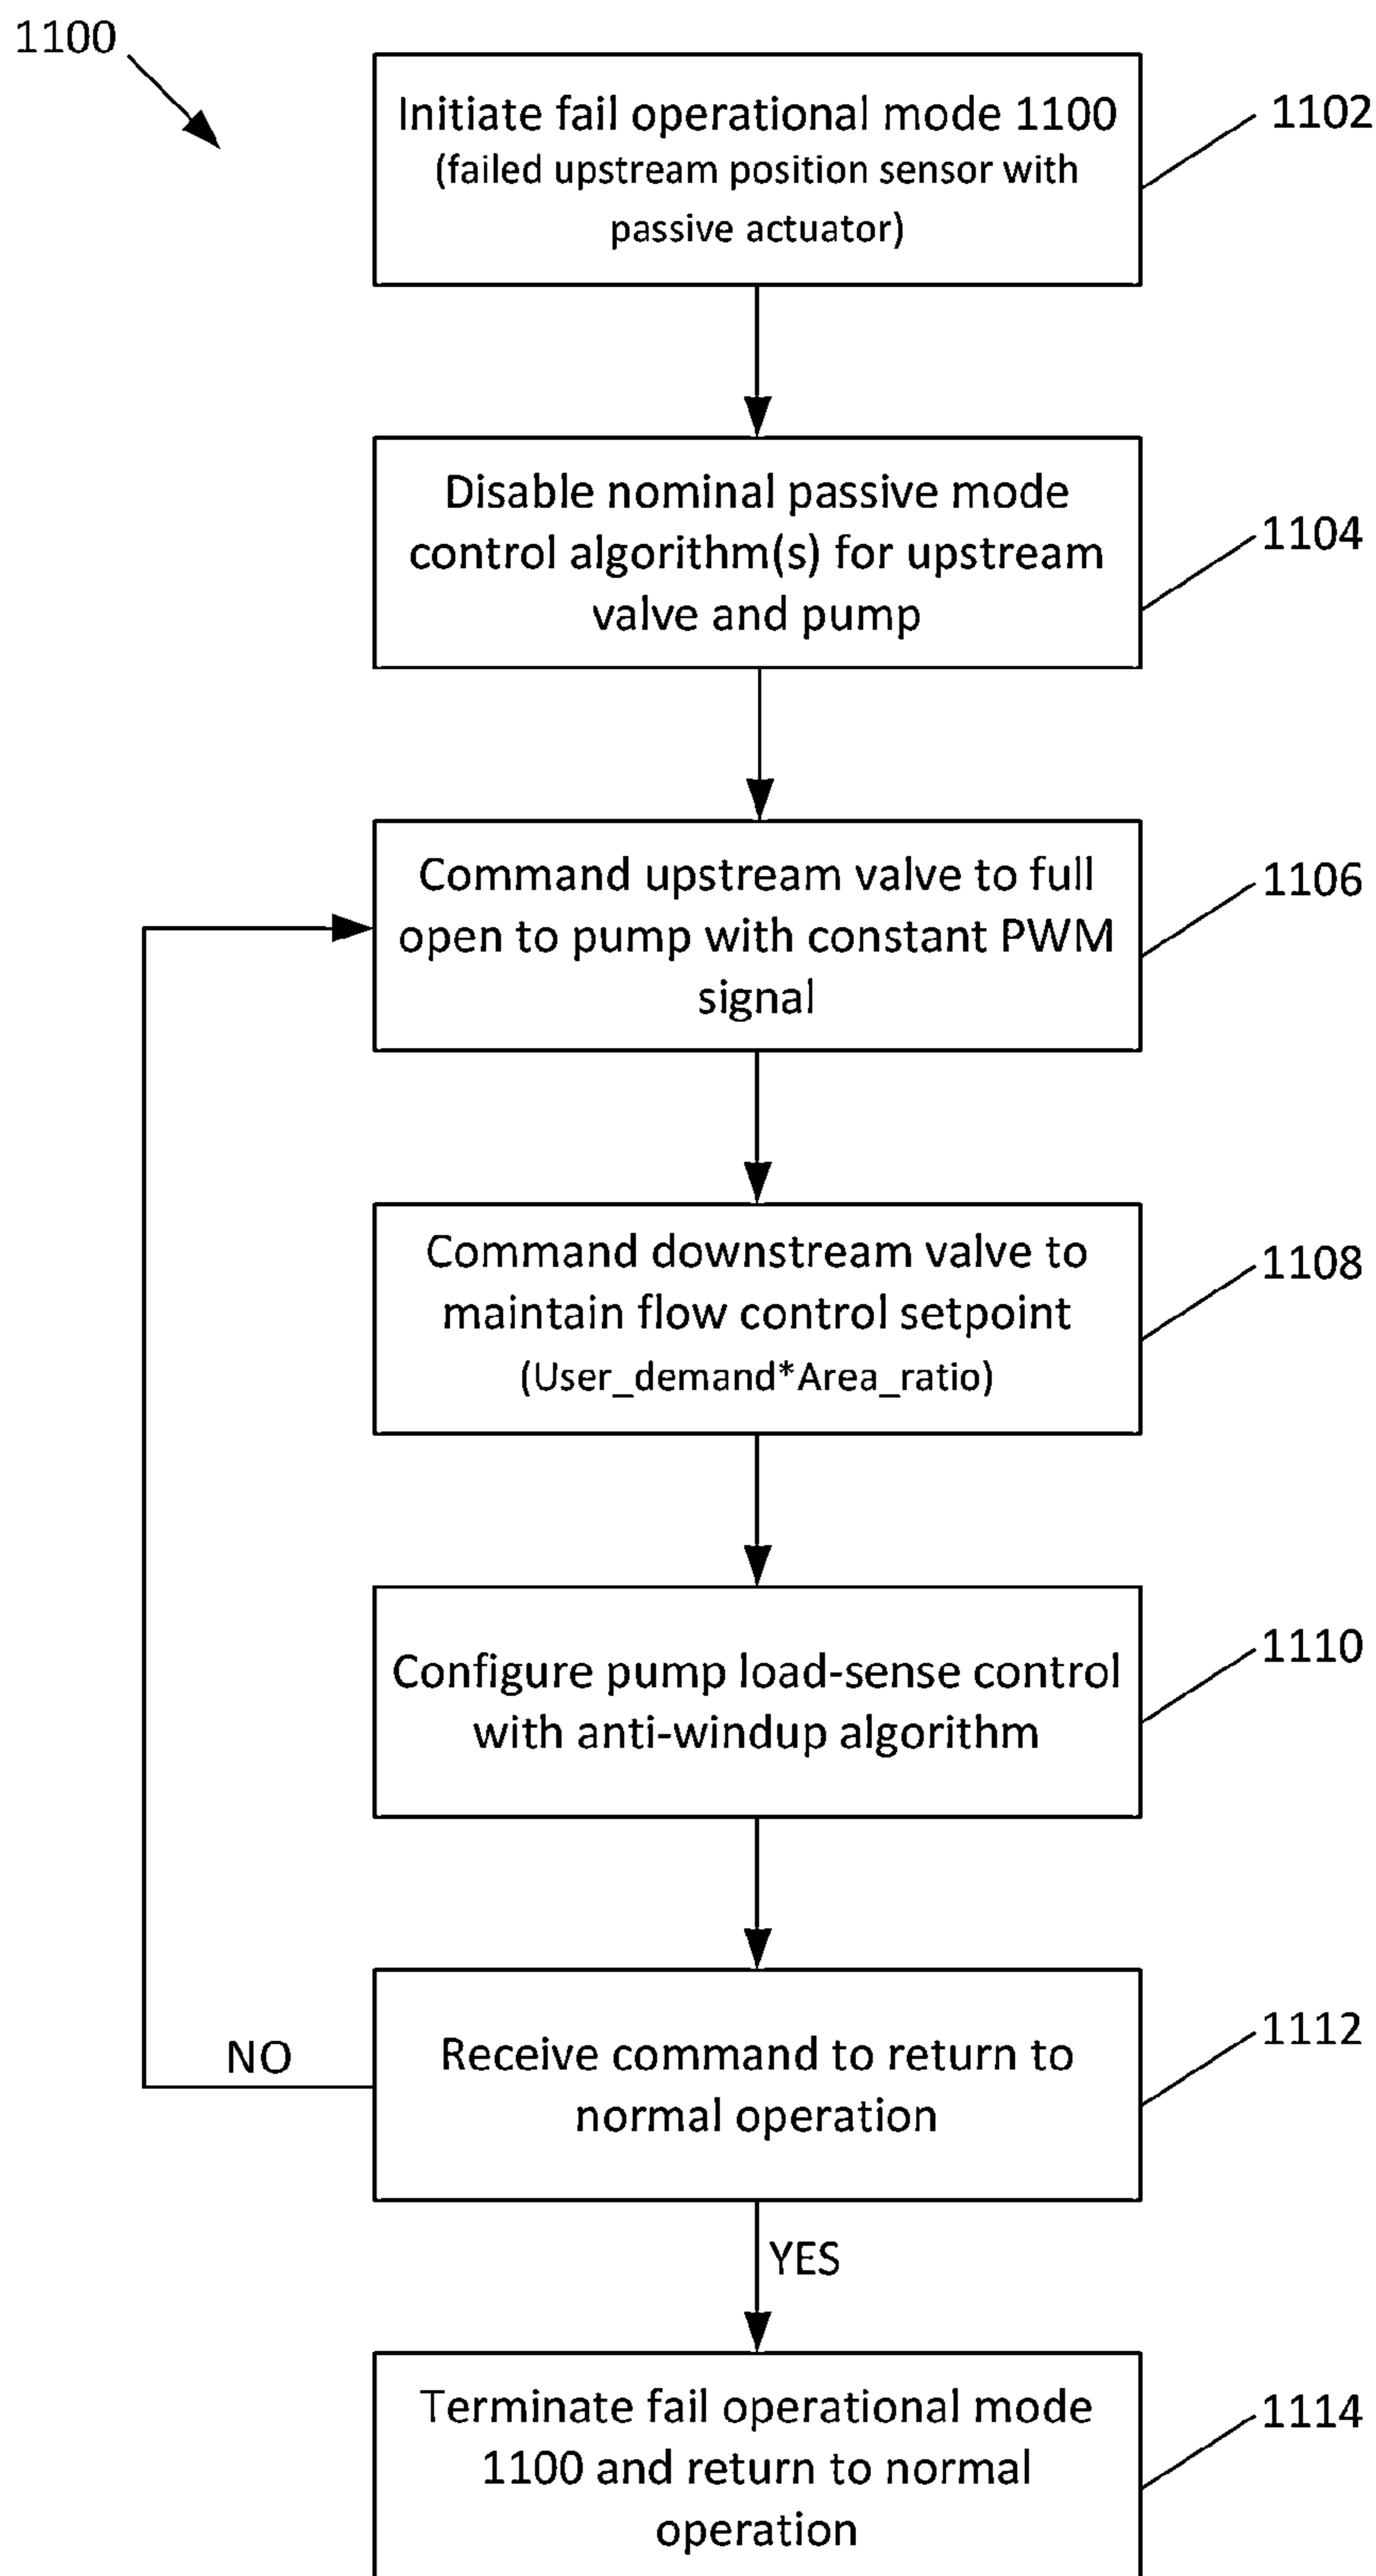 1100
Initiate fail operational mode 1100
(failed upstream position sensor with
passive actuator)
1102
Disable nominal passive mode
control algorithm(s) for upstream
valve and pump
1104
Command upstream valve to full
open to pump with constant PWM
signal
1106
Command downstream valve to
maintain flow control setpoint
(User_demand*Area_ratio)
1108
Configure pump load-sense control
with anti-windup algorithm
1110
Receive command to return to
normal operation
1112
NO
YES
Terminate fail operational mode
1100 and return to normal
operation
1114